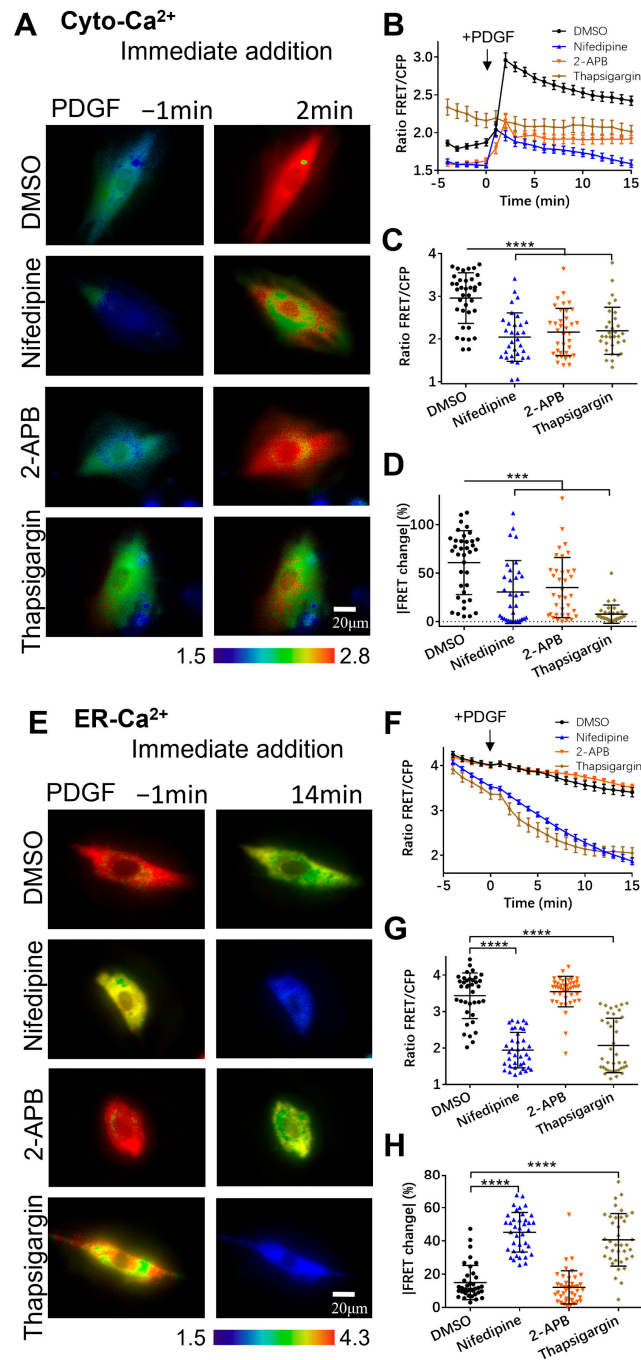 A Cyto-Ca²⁺
Immediate addition
PDGF −1min 2min
DMSO
Nifedipine
2-APB
Thapsigargin
20μm
1.5 2.8
B
+PDGF
DMSO
Nifedipine
2-APB
Thapsigargin
Ratio FRET/CFP
3.0
2.5
2.0
1.5
-5 0 5 10 15
Time (min)
C
****
Ratio FRET/CFP
4
3
2
1
DMSO
Nifedipine
2-APB
Thapsigargin
D
***
|FRET change| (%)
100
50
0
DMSO
Nifedipine
2-APB
Thapsigargin
E ER-Ca²⁺
Immediate addition
PDGF −1min 14min
DMSO
Nifedipine
2-APB
Thapsigargin
20μm
1.5 4.3
F
+PDGF
DMSO
Nifedipine
2-APB
Thapsigargin
Ratio FRET/CFP
4
3
2
-5 0 5 10 15
Time (min)
G
****
****
Ratio FRET/CFP
4
3
2
1
DMSO
Nifedipine
2-APB
Thapsigargin
H
****
****
|FRET change| (%)
80
60
40
20
0
DMSO
Nifedipine
2-APB
Thapsigargin